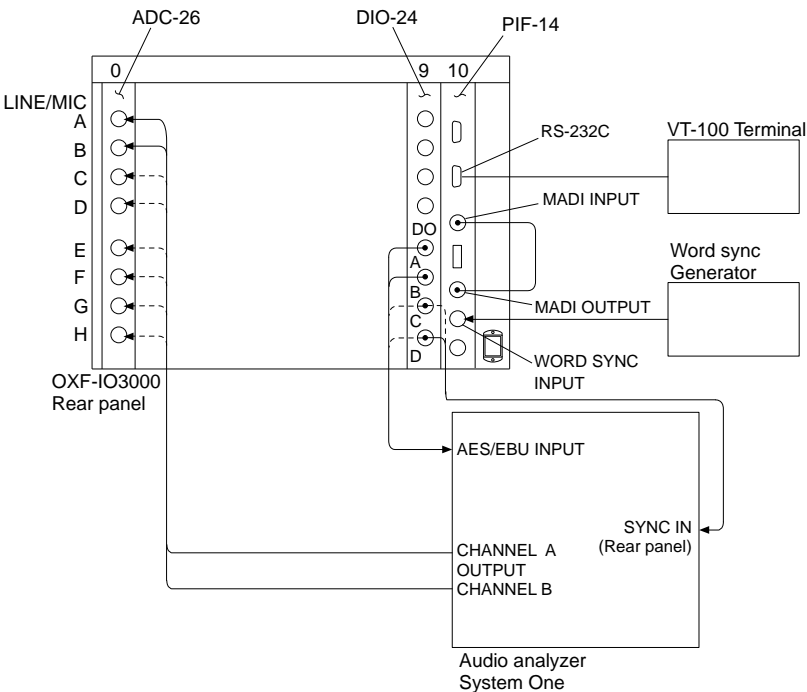 ADC-26
DIO-24
PIF-14
0
9
10
LINE/MIC
A
B
C
D
E
F
G
H
RS-232C
VT-100 Terminal
MADI INPUT
DO
A
B
C
D
Word sync
Generator
MADI OUTPUT
WORD SYNC
INPUT
OXF-IO3000
Rear panel
AES/EBU INPUT
SYNC IN
(Rear panel)
CHANNEL A
OUTPUT
CHANNEL B
Audio analyzer
System One